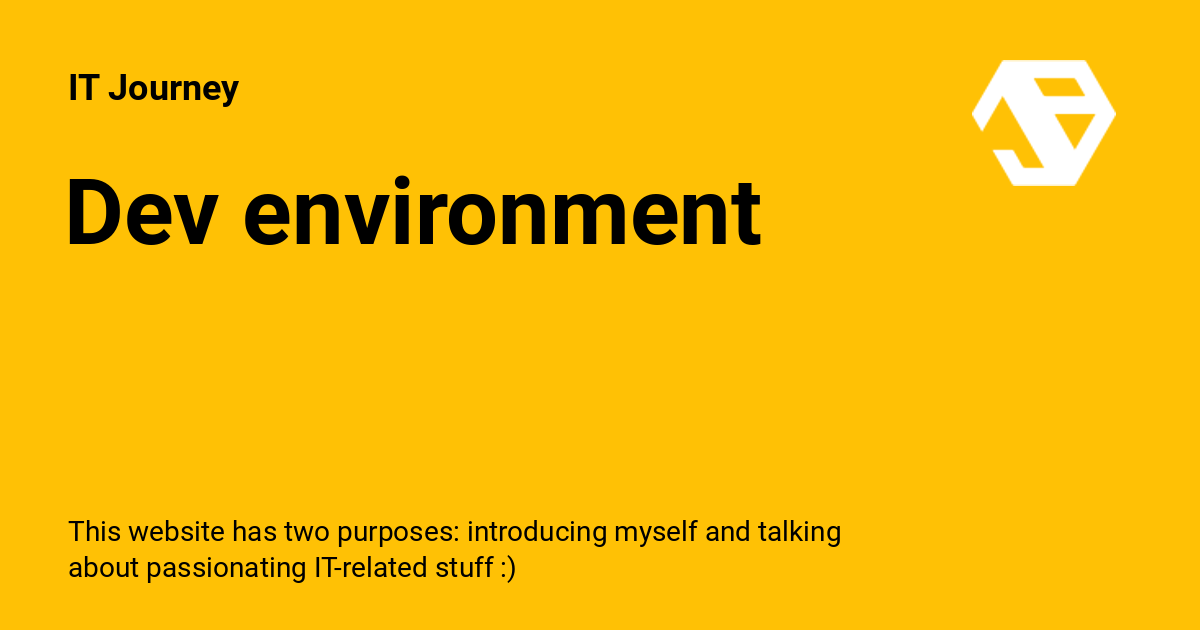 IT Journey
Dev environment
This website has two purposes: introducing myself and talking
about passionating IT-related stuff :)